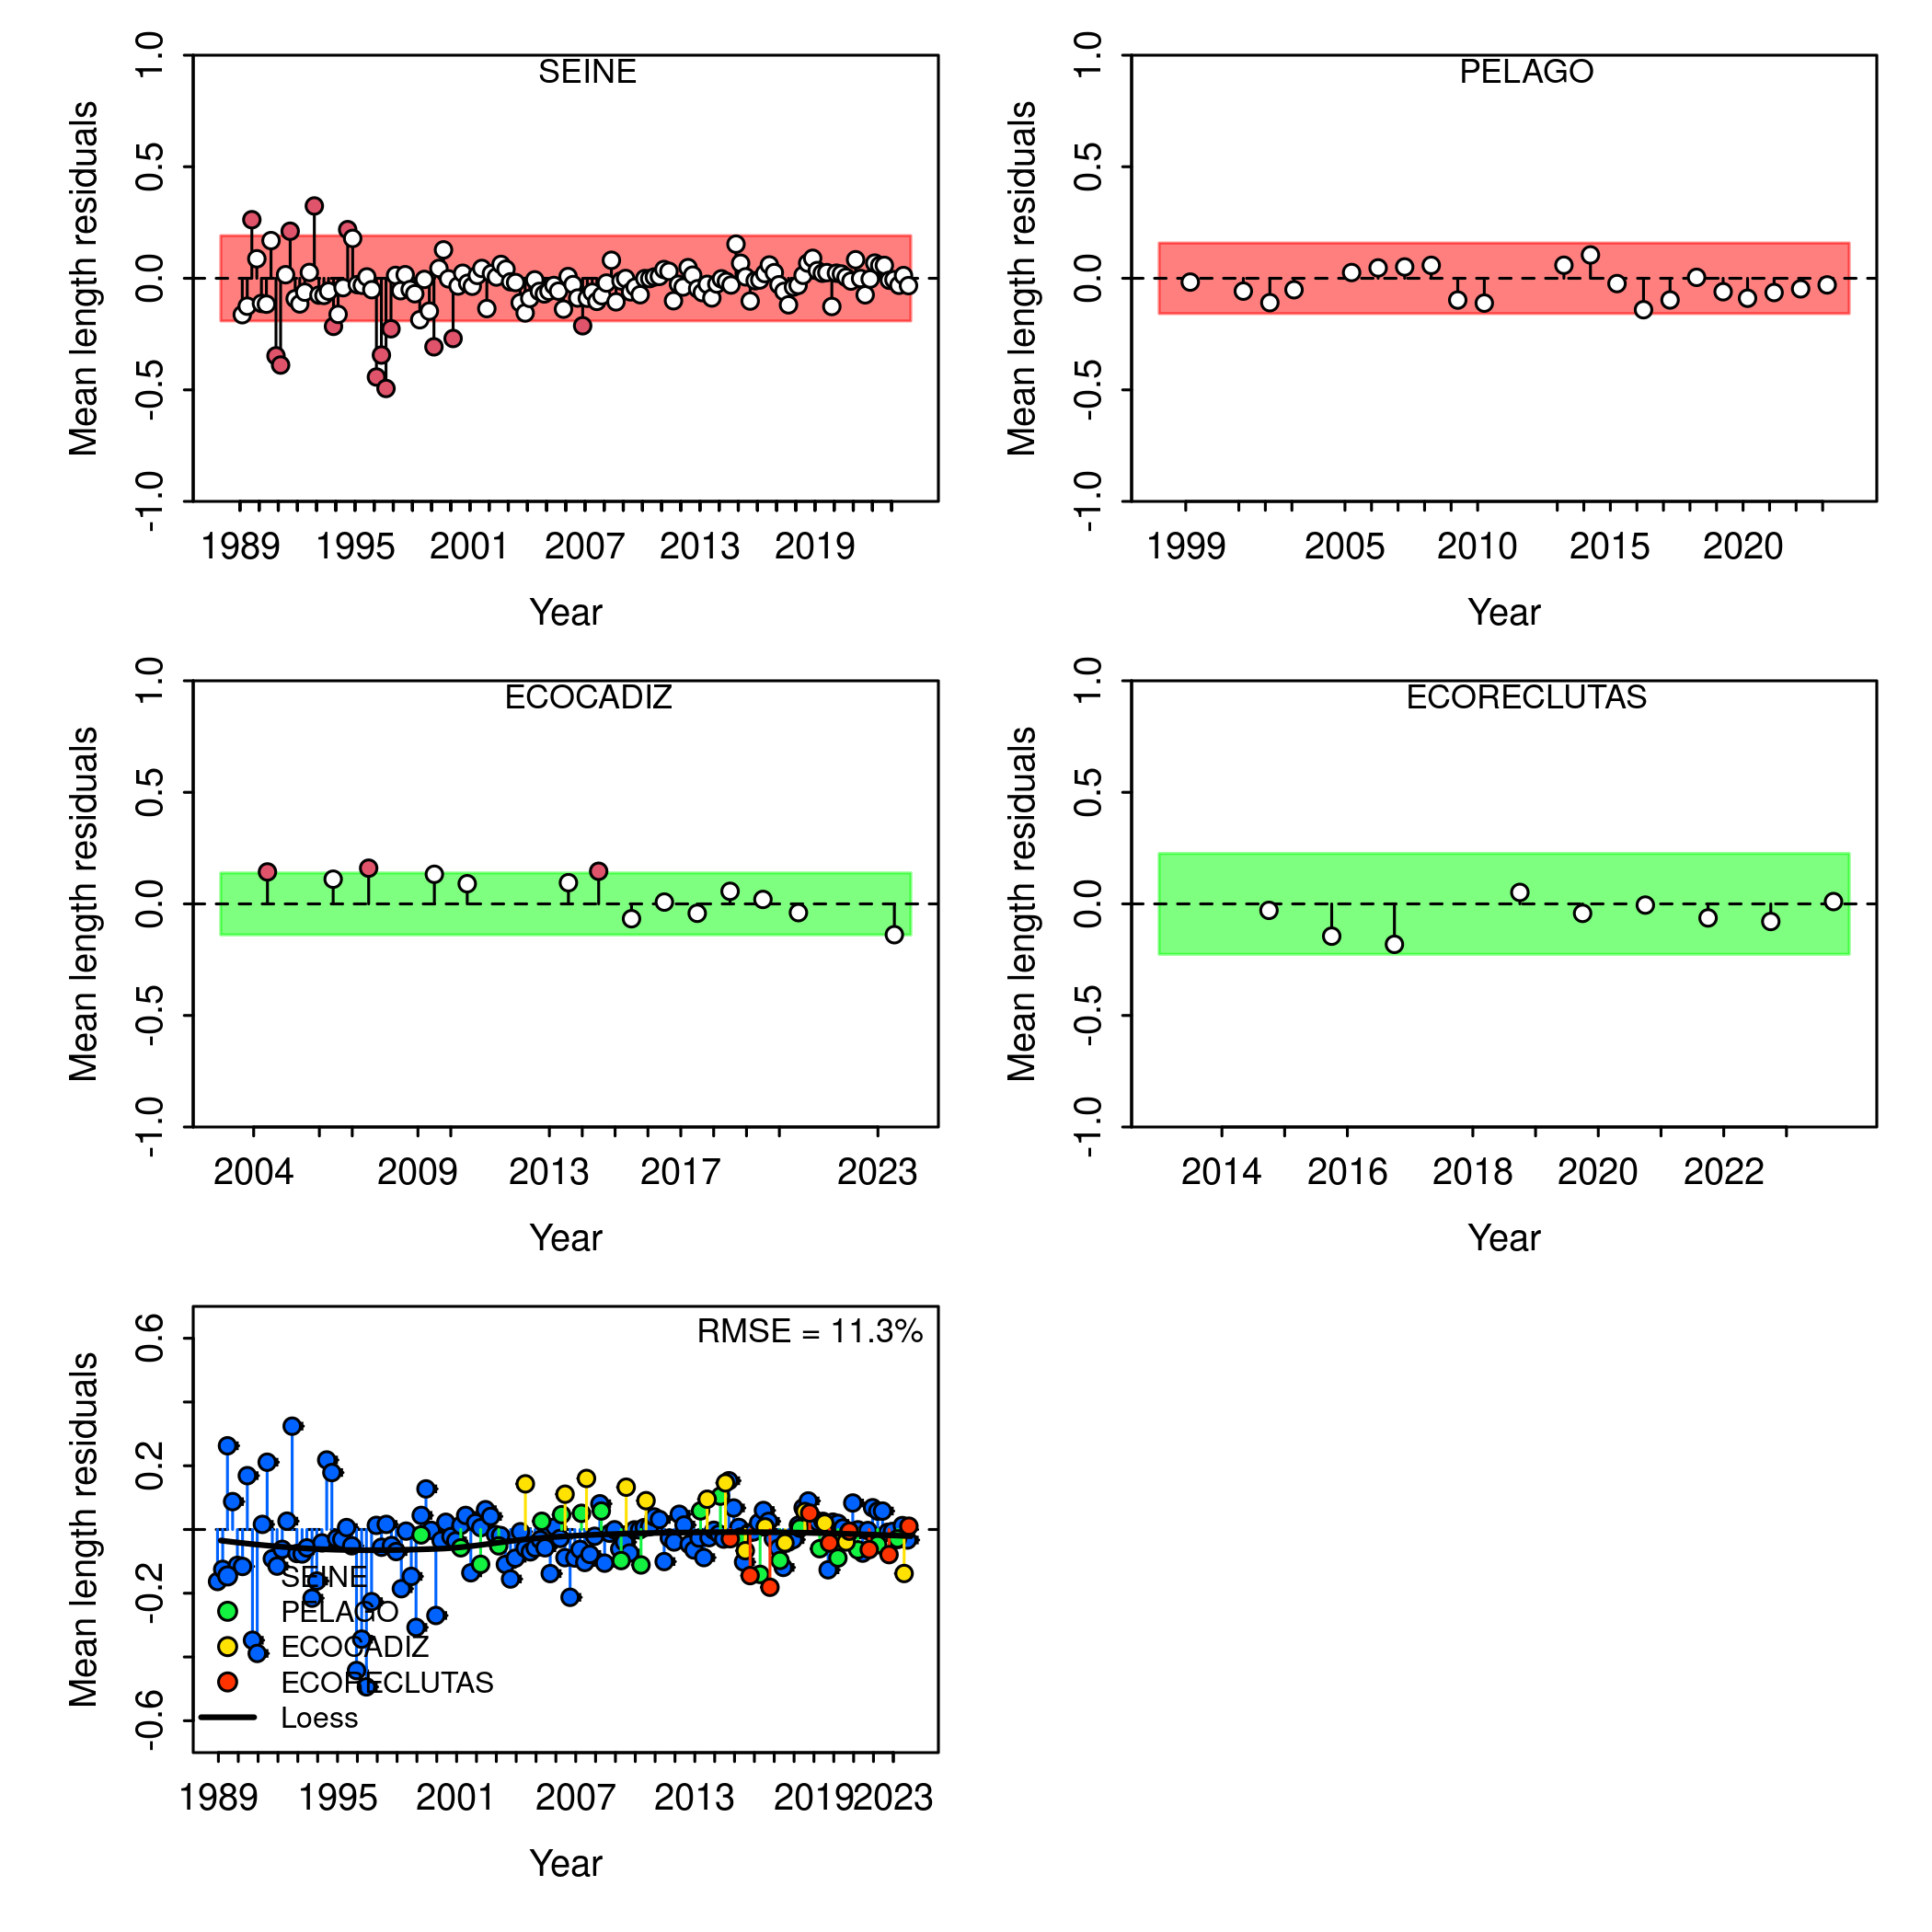 SEINE
Mean length residuals
1.0
0.5
0.0
-0.5
-1.0
1989 1995 2001 2007 2013 2019
Year
PELAGO
Mean length residuals
1.0
0.5
0.0
-0.5
-1.0
1999 2005 2010 2015 2020
Year
ECOCADIZ
Mean length residuals
1.0
0.5
0.0
-0.5
-1.0
2004 2009 2013 2017 2023
Year
ECORECLUTAS
Mean length residuals
1.0
0.5
0.0
-0.5
-1.0
2014 2016 2018 2020 2022
Year
RMSE = 11.3%
Mean length residuals
0.6
0.2
-0.2
-0.6
SEINE
PELAGO
ECOCADIZ
ECORECLUTAS
Loess
1989 1995 2001 2007 2013 2019 2023
Year